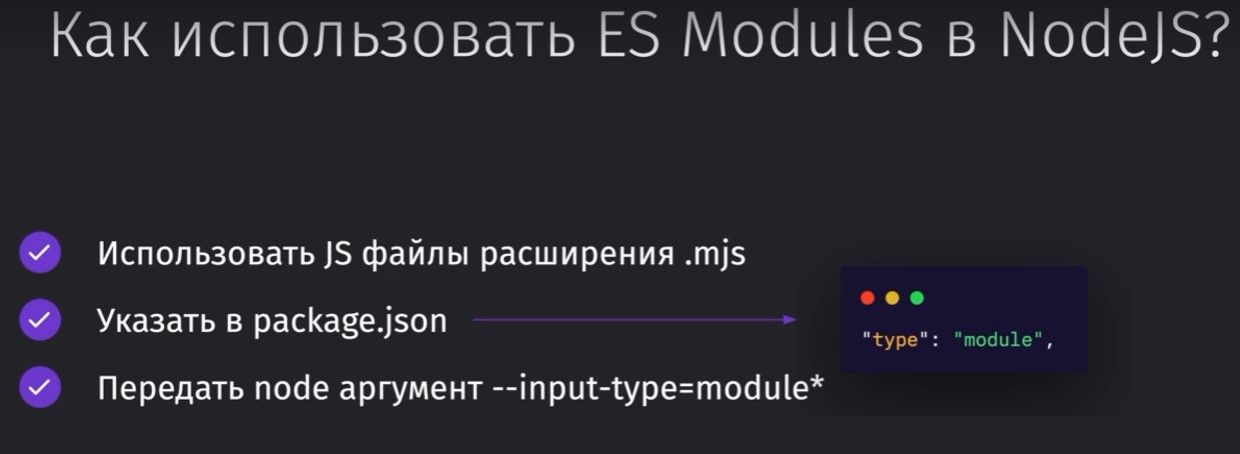 Как использовать ES Modules в NodeJS?
Использовать JS файлы расширения .mjs
Указать в package.json
"type": "module",
Передать node аргумент --input-type=module*